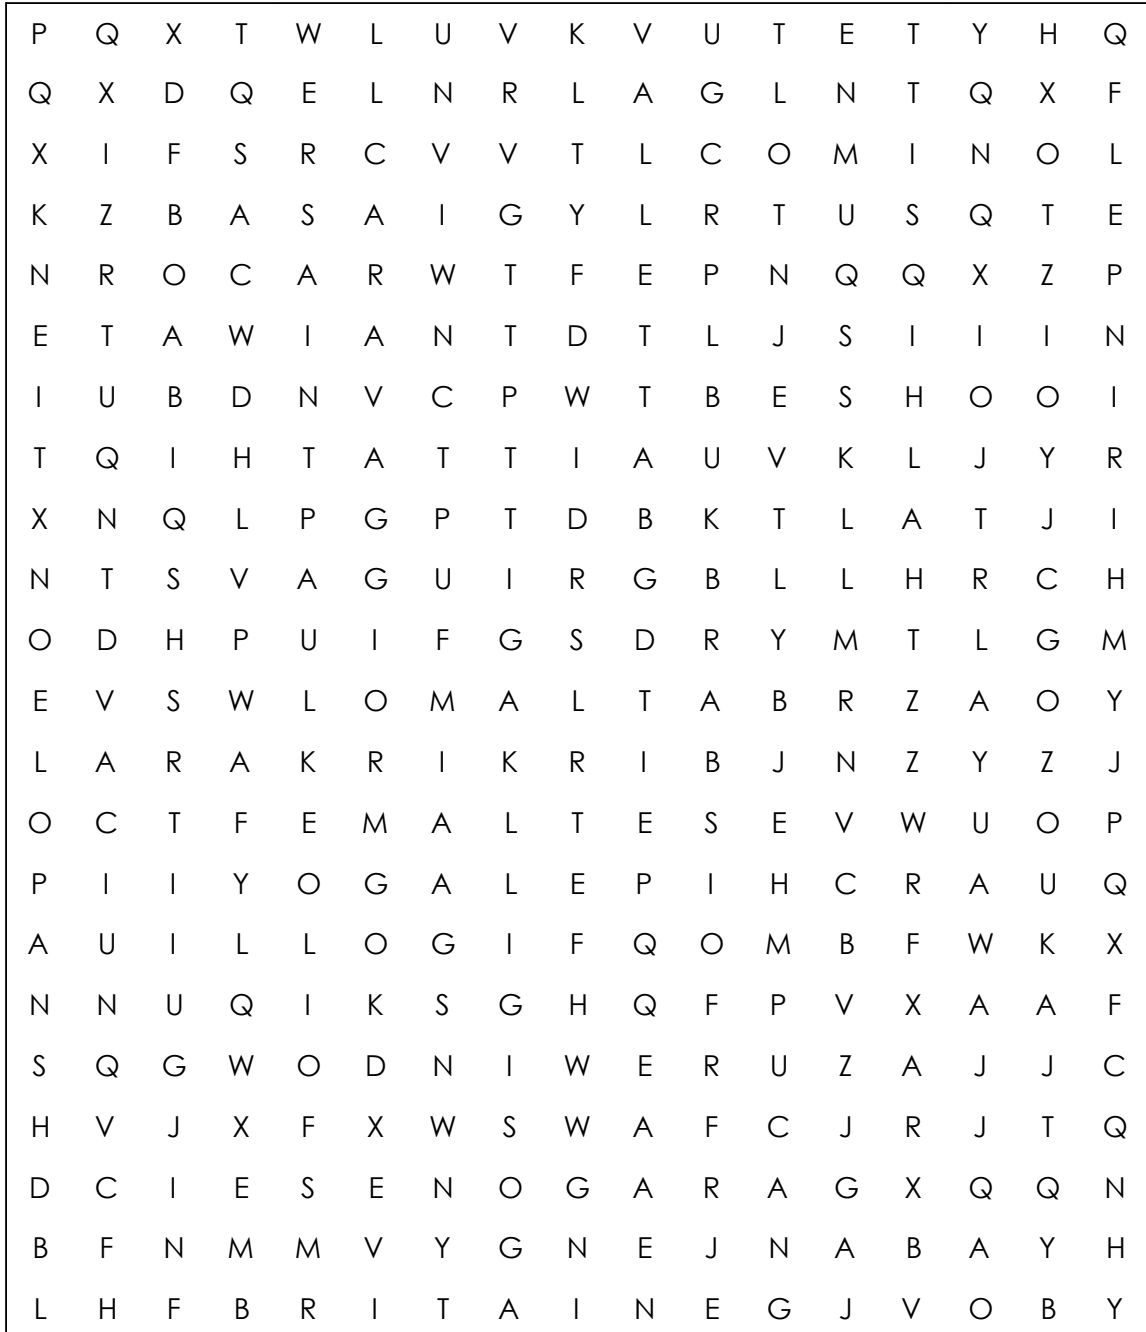 P Q X T W L U V K V U T E T Y H Q
Q X D Q E L N R L A G L N T Q X F
X I F S R C V V T L C O M I N O L
K Z B A S A I G Y L R T U S Q T E
N R O C A R W T F E P N Q Q X Z P
E T A W I A N T D T L J S I I I N
I U B D N V C P W T B E S H O O I
T Q I H T A T T I A U V K L J Y R
X N Q L P G P T D B K T L A T J I
N T S V A G U I R G B L L H R C H
O D H P U I F G S D R Y M T L G M
E V S W L O M A L T A B R Z A O Y
L A R A K R I K R I B J N Z Y Z J
O C T F E M A L T E S E V W U O P
P I I Y O G A L E P I H C R A U Q
A U I L L O G I F Q O M B F W K X
N N U Q I K S G H Q F P V X A A F
S Q G W O D N I W E R U Z A J J C
H V J X F X W S W A F C J R J T Q
D C I E S E N O G A R A G X Q Q N
B F N M M V Y G N E J N A B A Y H
L H F B R I T A I N E G J V O B Y